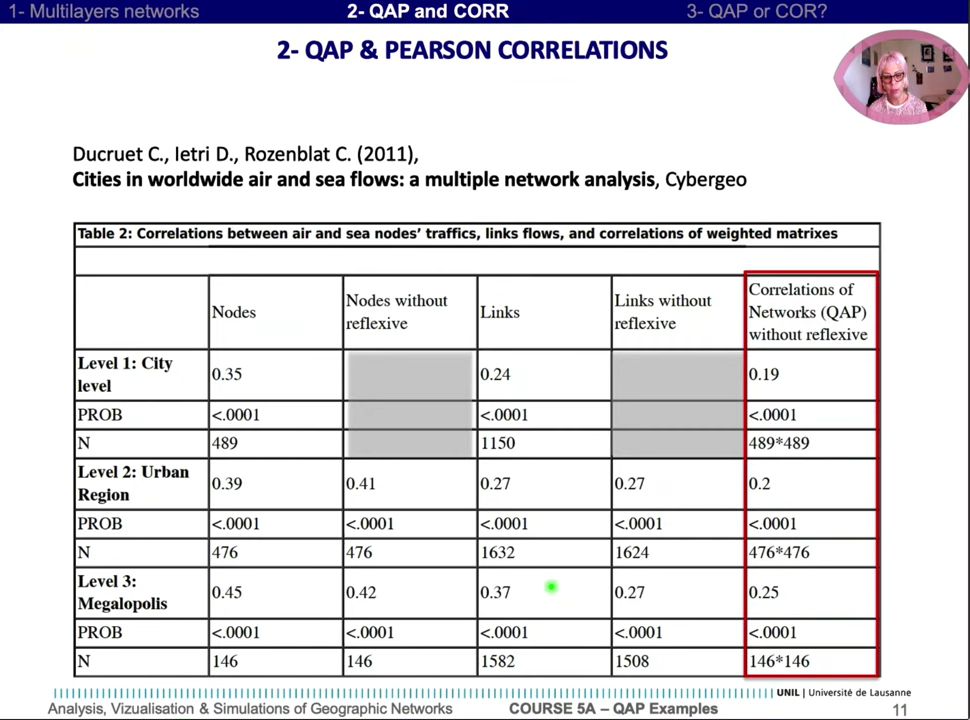 1- Multilayers networks 2- QAP and CORR 3- QAP or COR?
2- QAP & PEARSON CORRELATIONS
Ducruet C., Ietri D., Rozenblat C. (2011),
Cities in worldwide air and sea flows: a multiple network analysis, Cybergeo
Table 2: Correlations between air and sea nodes' traffics, links flows, and correlations of weighted matrixes
Nodes
Nodes without
reflexive
Links
Links without
reflexive
Correlations of
Networks (QAP)
without reflexive
Level 1: City
level
0.35 0.24 0.19
PROB <.0001 <.0001 <.0001
N 489 1150 489*489
Level 2: Urban
Region
0.39 0.41 0.27 0.27 0.2
PROB <.0001 <.0001 <.0001 <.0001 <.0001
N 476 476 1632 1624 476*476
Level 3:
Megalopolis
0.45 0.42 0.37 0.27 0.25
PROB <.0001 <.0001 <.0001 <.0001 <.0001
N 146 146 1582 1508 146*146
UNIL | Université de Lausanne
Analysis, Vizualisation & Simulations of Geographic Networks COURSE 5A – QAP Examples 11